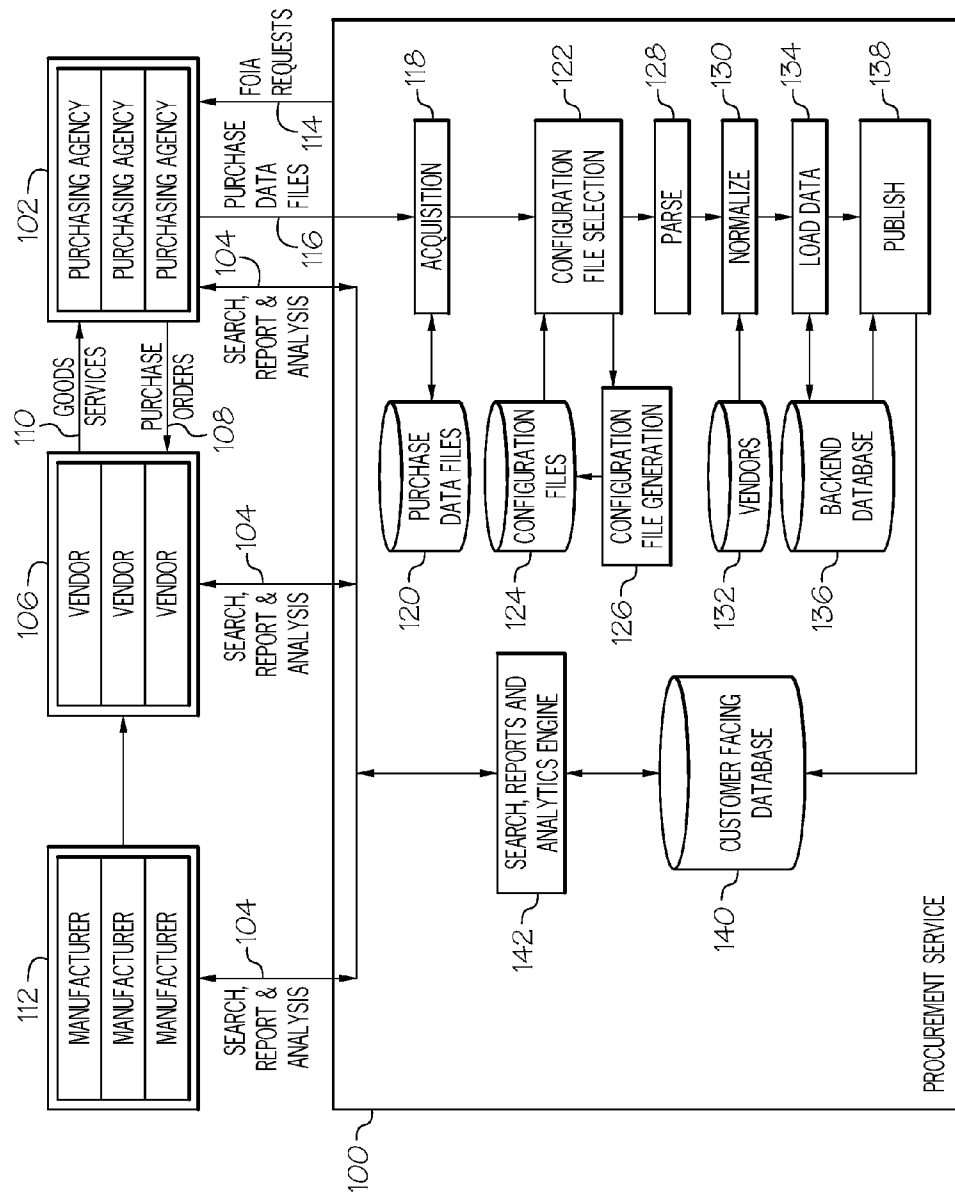 112
MANUFACTURER
MANUFACTURER
MANUFACTURER
106
VENDOR
VENDOR
VENDOR
110
GOODS
SERVICES
PURCHASE
ORDERS
108
102
PURCHASING AGENCY
PURCHASING AGENCY
PURCHASING AGENCY
104
SEARCH,
REPORT &
ANALYSIS
104
SEARCH,
REPORT &
ANALYSIS
104
SEARCH,
REPORT &
ANALYSIS
116
PURCHASE
DATA
FILES
114
FOIA
REQUESTS
100
142
SEARCH, REPORTS AND
ANALYTICS ENGINE
140
CUSTOMER FACING
DATABASE
120
PURCHASE
DATA FILES
118
ACQUISITION
124
CONFIGURATION
FILES
122
CONFIGURATION
FILE SELECTION
126
CONFIGURATION
FILE GENERATION
128
PARSE
132
VENDORS
130
NORMALIZE
136
BACKEND
DATABASE
134
LOAD DATA
138
PUBLISH
PROCUREMENT SERVICE